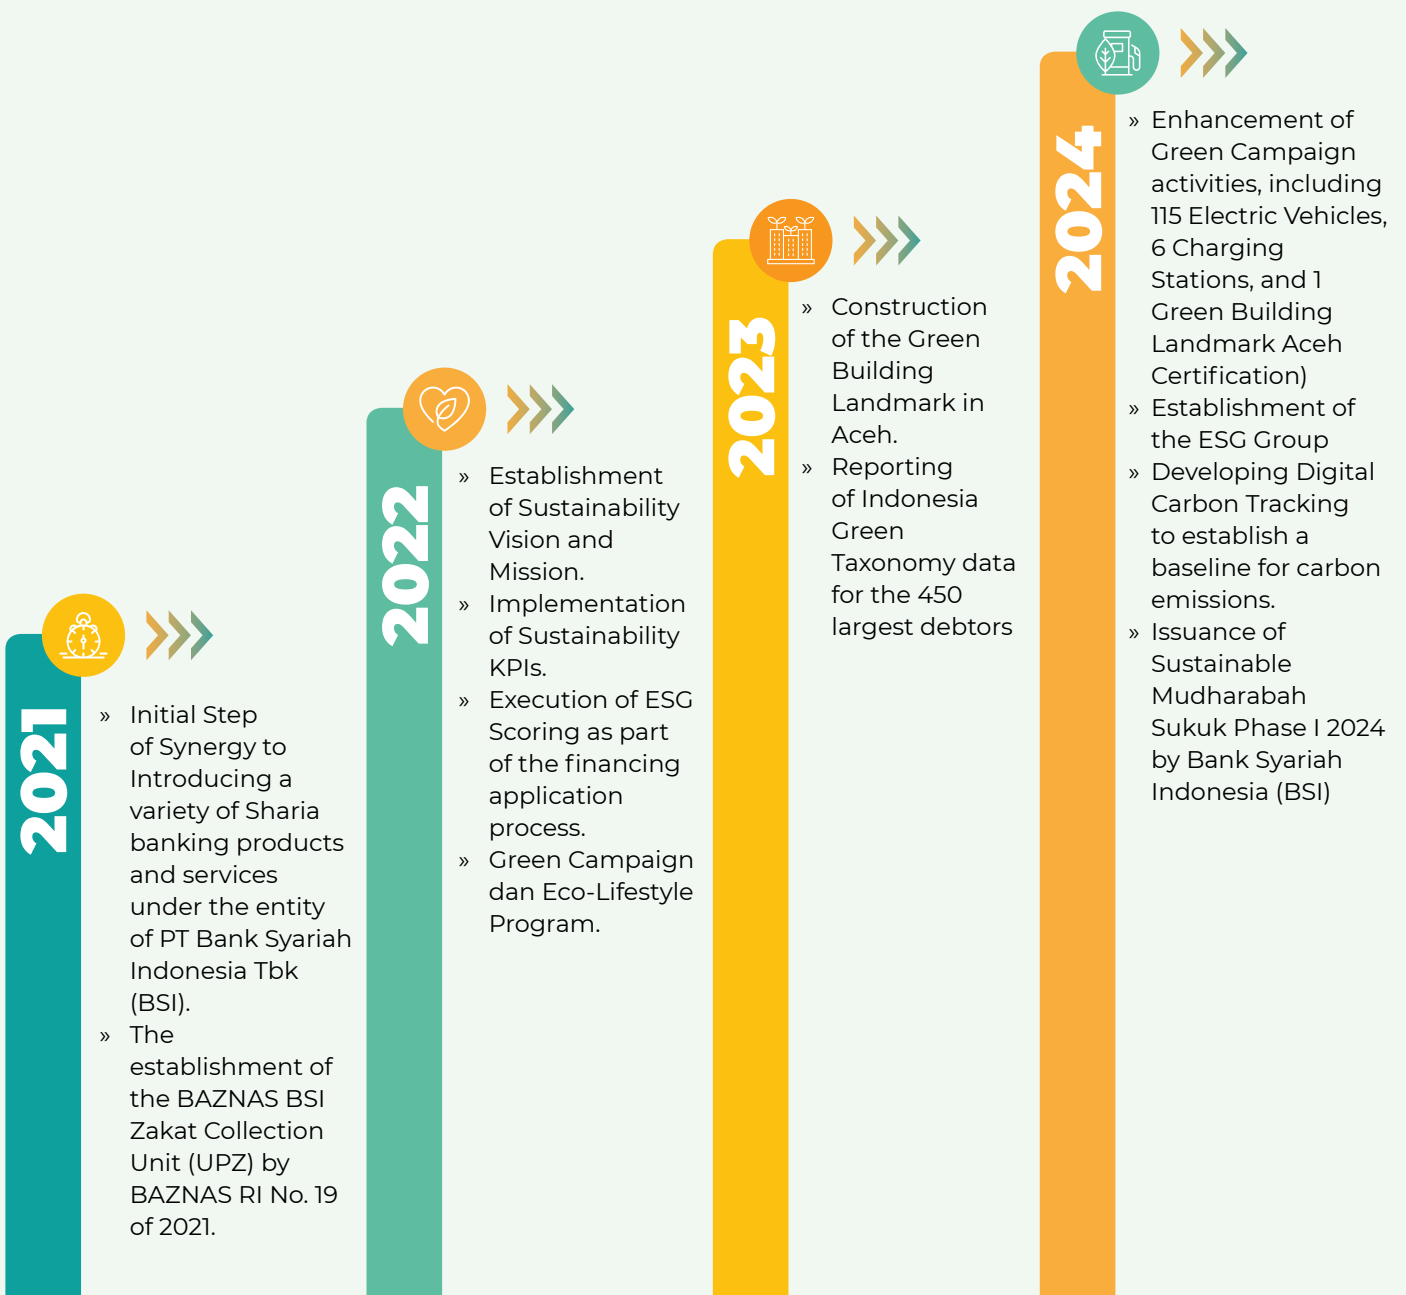 2021
» Initial Step
of Synergy to
Introducing a
variety of Sharia
banking products
and services
under the entity
of PT Bank Syariah
Indonesia Tbk
(BSI).
» The
establishment of
the BAZNAS BSI
Zakat Collection
Unit (UPZ) by
BAZNAS RI No. 19
of 2021.
2022
» Establishment
of Sustainability
Vision and
Mission.
» Implementation
of Sustainability
KPIs.
» Execution of ESG
Scoring as part
of the financing
application
process.
» Green Campaign
dan Eco-Lifestyle
Program.
2023
» Construction
of the Green
Building
Landmark in
Aceh.
» Reporting
of Indonesia
Green
Taxonomy data
for the 450
largest debtors
2024
» Enhancement of
Green Campaign
activities, including
115 Electric Vehicles,
6 Charging
Stations, and 1
Green Building
Landmark Aceh
Certification)
» Establishment of
the ESG Group
» Developing Digital
Carbon Tracking
to establish a
baseline for carbon
emissions.
» Issuance of
Sustainable
Mudharabah
Sukuk Phase I 2024
by Bank Syariah
Indonesia (BSI)